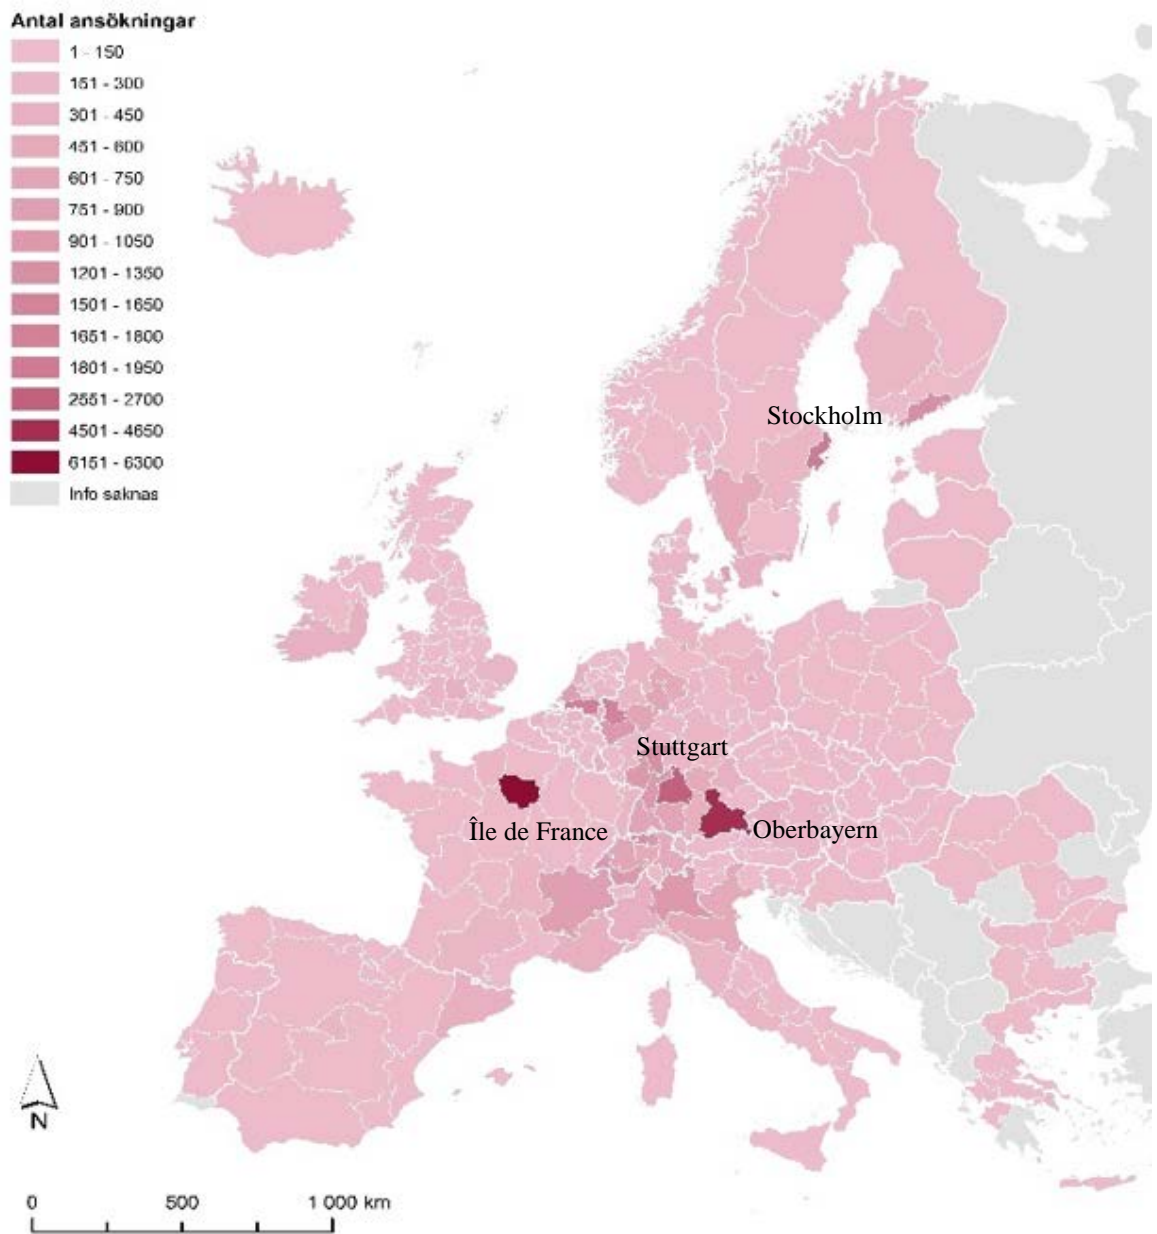 Antal ansökningar
1 - 150
151 - 300
301 - 450
451 - 600
601 - 750
751 - 900
901 - 1050
1201 - 1350
1501 - 1650
1651 - 1800
1801 - 1950
2551 - 2700
4501 - 4650
6151 - 6300
Info saknas
Stockholm
Stuttgart
Île de France
Oberbayern
N
0 500 1 000 km